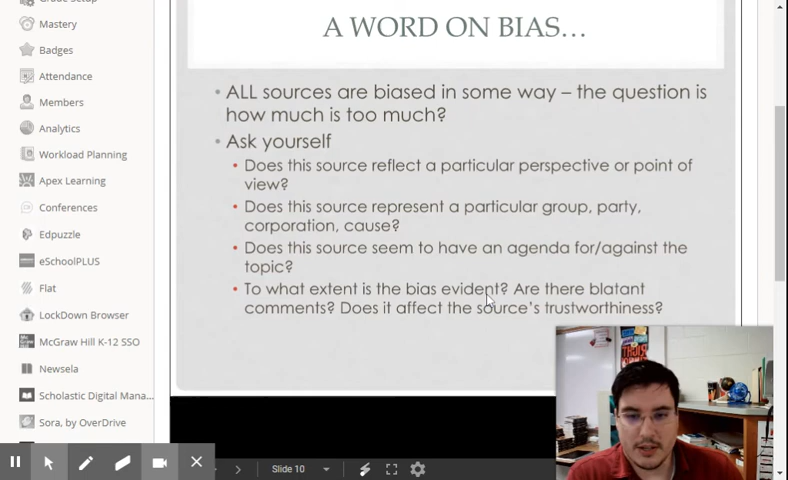 Mastery
Badges
Attendance
Members
Analytics
Workload Planning
Apex Learning
Conferences
Edpuzzle
eSchoolPLUS
Flat
LockDown Browser
McGraw Hill K-12 SSO
Newsela
Scholastic Digital Mana...
Sora, by OverDrive
A WORD ON BIAS...
• ALL sources are biased in some way – the question is
how much is too much?
• Ask yourself
• Does this source reflect a particular perspective or point of
view?
• Does this source represent a particular group, party,
corporation, cause?
• Does this source seem to have an agenda for/against the
topic?
• To what extent is the bias evident? Are there blatant
comments? Does it affect the source's trustworthiness?
Slide 10